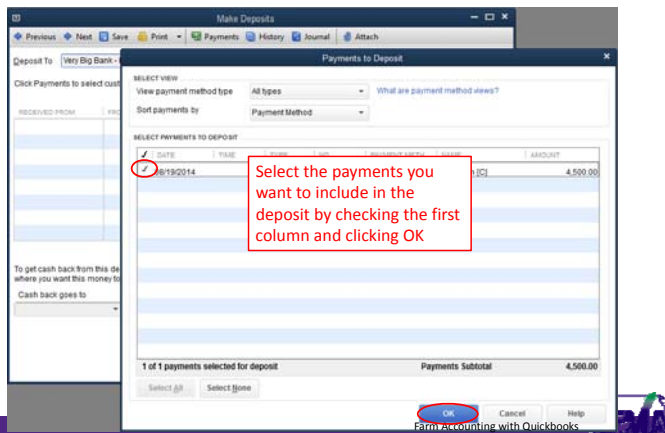 Make Deposits
Previous Next Save Print Payments History Journal Attach
Deposit To Very Big Bank -
Payments to Deposit
Click Payments to select cust
SELECT VIEW
View payment method type All types What are payment method views?
Sort payments by Payment Method
RECEIVED FROM
SELECT PAYMENTS TO DEPOSIT
DATE TIME TYPE NO. PAYMENT METH NAME AMOUNT
08/19/2014 [C] 4,500.00
Select the payments you
want to include in the
deposit by checking the first
column and clicking OK
To get cash back from this de
where you want this money to
Cash back goes to
1 of 1 payments selected for deposit Payments Subtotal 4,500.00
Select All Select None
OK Cancel Help
Farm Accounting with Quickbooks